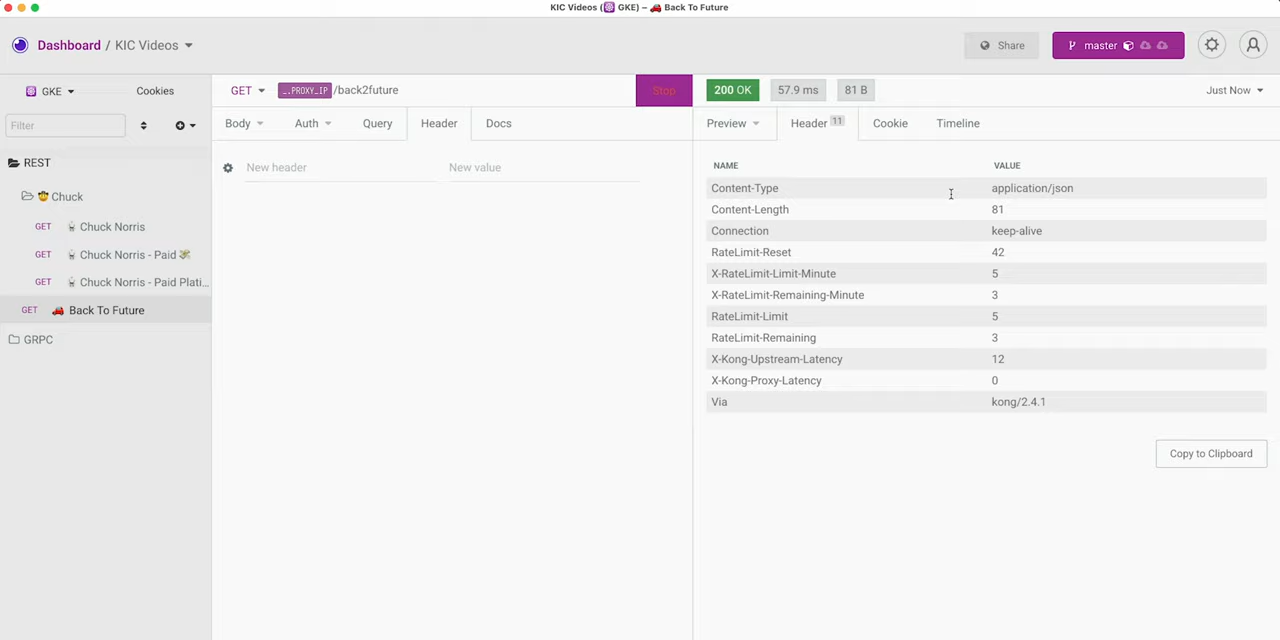 KIC Videos (GKE) – 🚗 Back To Future
Dashboard / KIC Videos
Share
master
GKE
Cookies
GET
_.PROXY_IP /back2future
Stop
200 OK
57.9 ms
81 B
Just Now
Filter
Body
Auth
Query
Header
Docs
Preview
Header 11
Cookie
Timeline
REST
Chuck
GET Chuck Norris
GET Chuck Norris - Paid 💸
GET Chuck Norris - Paid Plati...
GET 🚗 Back To Future
GRPC
New header
New value
NAME VALUE
Content-Type application/json
Content-Length 81
Connection keep-alive
RateLimit-Reset 42
X-RateLimit-Limit-Minute 5
X-RateLimit-Remaining-Minute 3
RateLimit-Limit 5
RateLimit-Remaining 3
X-Kong-Upstream-Latency 12
X-Kong-Proxy-Latency 0
Via kong/2.4.1
Copy to Clipboard